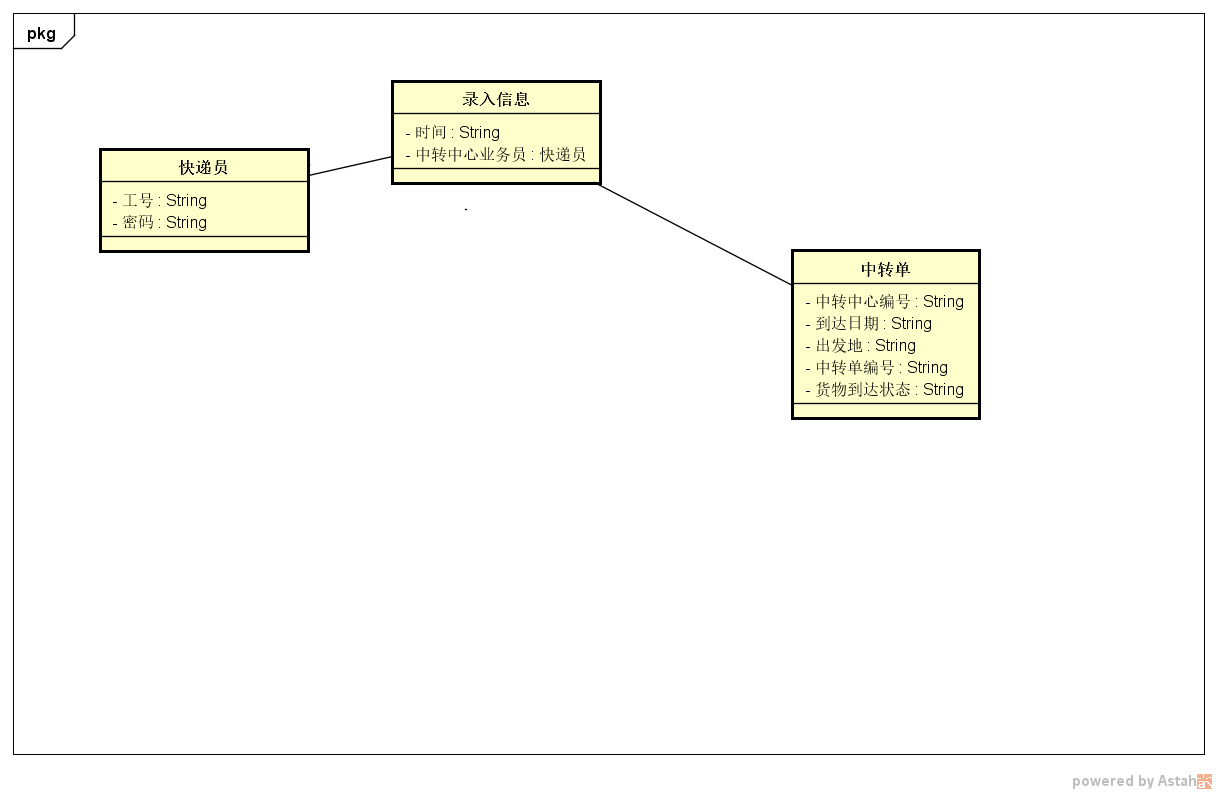 pkg
录入信息
- 时间 : String
- 中转中心业务员 : 快递员
快递员
- 工号 : String
- 密码 : String
中转单
- 中转中心编号 : String
- 到达日期 : String
- 出发地 : String
- 中转单编号 : String
- 货物到达状态 : String
powered by Astah